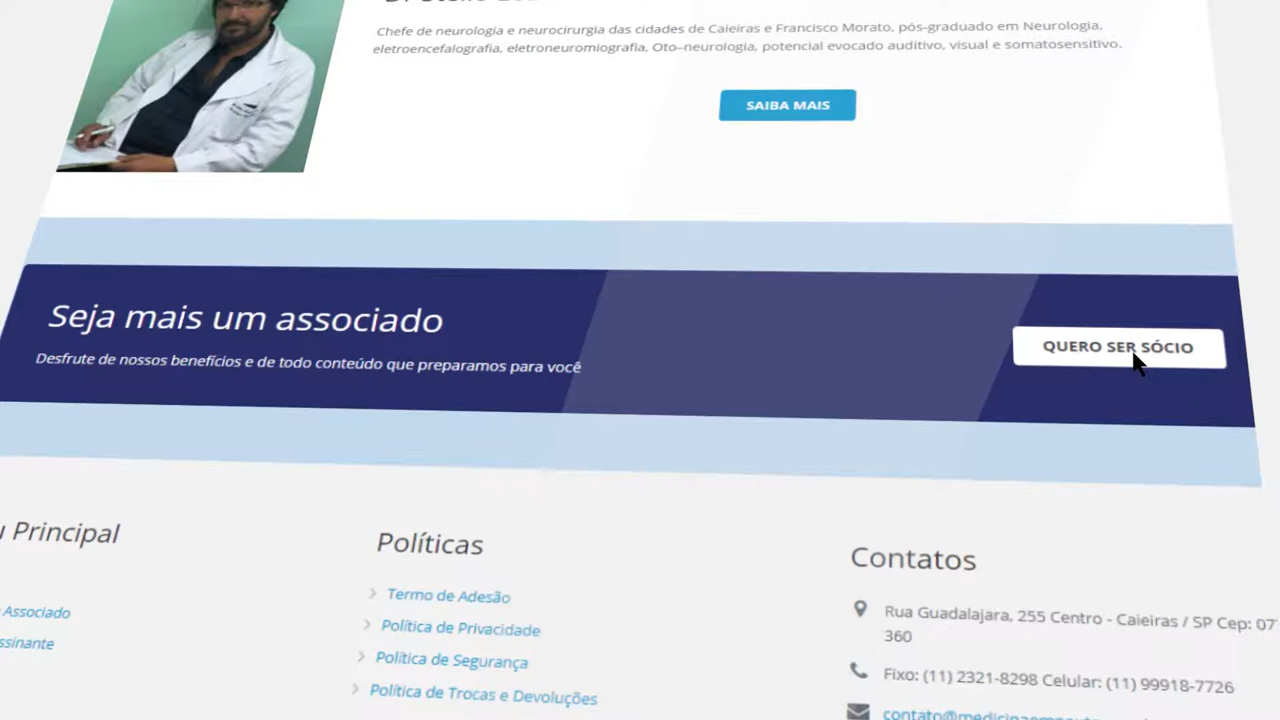 Chefe de neurologia e neurocirurgia das cidades de Caieiras e Francisco Morato, pós-graduado em Neurologia,
eletroencefalografia, eletroneuromiografia, Oto–neurologia, potencial evocado auditivo, visual e somatosensitivo.
SAIBA MAIS
Seja mais um associado
Desfrute de nossos benefícios e de todo conteúdo que preparamos para você
QUERO SER SÓCIO
Principal
Associado
Políticas
Termo de Adesão
Política de Privacidade
Política de Segurança
Política de Trocas e Devoluções
Contatos
Rua Guadalajara, 255 Centro - Caieiras / SP Cep: 07
360
Fixo: (11) 2321-8298 Celular: (11) 99918-7726